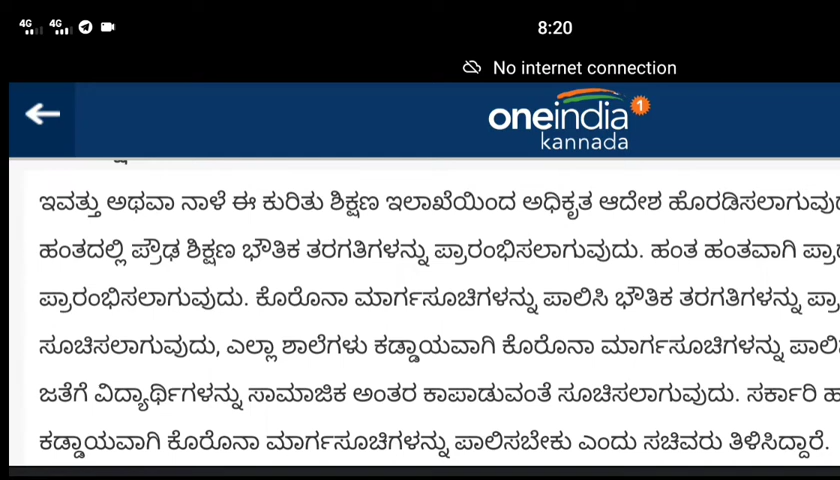 4G 4G 8:20
No internet connection
oneindia 1
kannada
ಇವತ್ತು ಅಥವಾ ನಾಳೆ ಈ ಕುರಿತು ಶಿಕ್ಷಣ ಇಲಾಖೆಯಿಂದ ಅಧಿಕೃತ ಆದೇಶ ಹೊರಡಿಸಲಾಗುವು
ಹಂತದಲ್ಲಿ ಪ್ರೌಢ ಶಿಕ್ಷಣ ಭೌತಿಕ ತರಗತಿಗಳನ್ನು ಪ್ರಾರಂಭಿಸಲಾಗುವುದು. ಹಂತ ಹಂತವಾಗಿ ಪ್ರಾ
ಪ್ರಾರಂಭಿಸಲಾಗುವುದು. ಕೊರೊನಾ ಮಾರ್ಗಸೂಚಿಗಳನ್ನು ಪಾಲಿಸಿ ಭೌತಿಕ ತರಗತಿಗಳನ್ನು ಪ್ರಾ
ಸೂಚಿಸಲಾಗುವುದು, ಎಲ್ಲಾ ಶಾಲೆಗಳು ಕಡ್ಡಾಯವಾಗಿ ಕೊರೊನಾ ಮಾರ್ಗಸೂಚಿಗಳನ್ನು ಪಾಲಿಸ
ಜತೆಗೆ ವಿದ್ಯಾರ್ಥಿಗಳನ್ನು ಸಾಮಾಜಿಕ ಅಂತರ ಕಾಪಾಡುವಂತೆ ಸೂಚಿಸಲಾಗುವುದು. ಸರ್ಕಾರಿ ಹ
ಕಡ್ಡಾಯವಾಗಿ ಕೊರೊನಾ ಮಾರ್ಗಸೂಚಿಗಳನ್ನು ಪಾಲಿಸಬೇಕು ಎಂದು ಸಚಿವರು ತಿಳಿಸಿದ್ದಾರೆ.